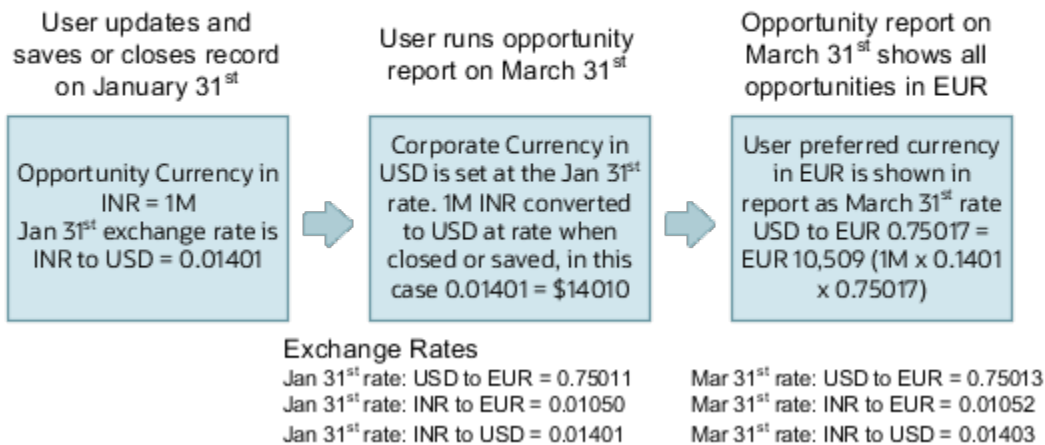 User updates and
saves or closes record
on January 31st
User runs opportunity
report on March 31st
Opportunity report on
March 31st shows all
opportunities in EUR
Opportunity Currency in
INR = 1M
Jan 31st exchange rate is
INR to USD = 0.01401
Corporate Currency in
USD is set at the Jan 31st
rate. 1M INR converted
to USD at rate when
closed or saved, in this
case 0.01401 = $14010
User preferred currency
in EUR is shown in
report as March 31st rate
USD to EUR 0.75017 =
EUR 10,509 (1M x 0.1401
x 0.75017)
Exchange Rates
Jan 31st rate: USD to EUR = 0.75011
Jan 31st rate: INR to EUR = 0.01050
Jan 31st rate: INR to USD = 0.01401
Mar 31st rate: USD to EUR = 0.75013
Mar 31st rate: INR to EUR = 0.01052
Mar 31st rate: INR to USD = 0.01403